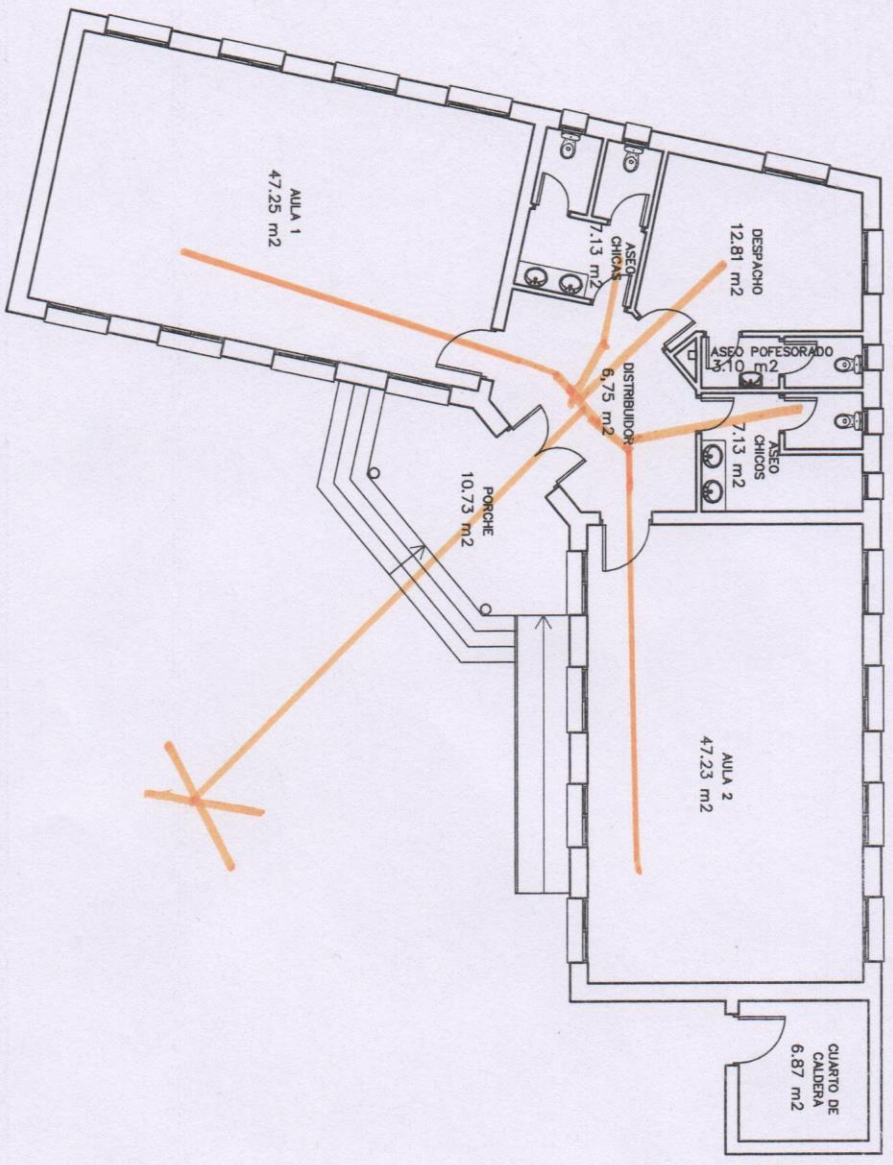 AULA 1
47.25 m2
ASEO
CHICAS
7.13 m2
DESPACHO
12.81 m2
ASEO POFESORADO
3.10 m2
DISTRIBUIDOR
6,75 m2
ASEO
CHICOS
7.13 m2
PORCHE
10.73 m2
AULA 2
47.23 m2
CUARTO DE
CALDERA
6.87 m2